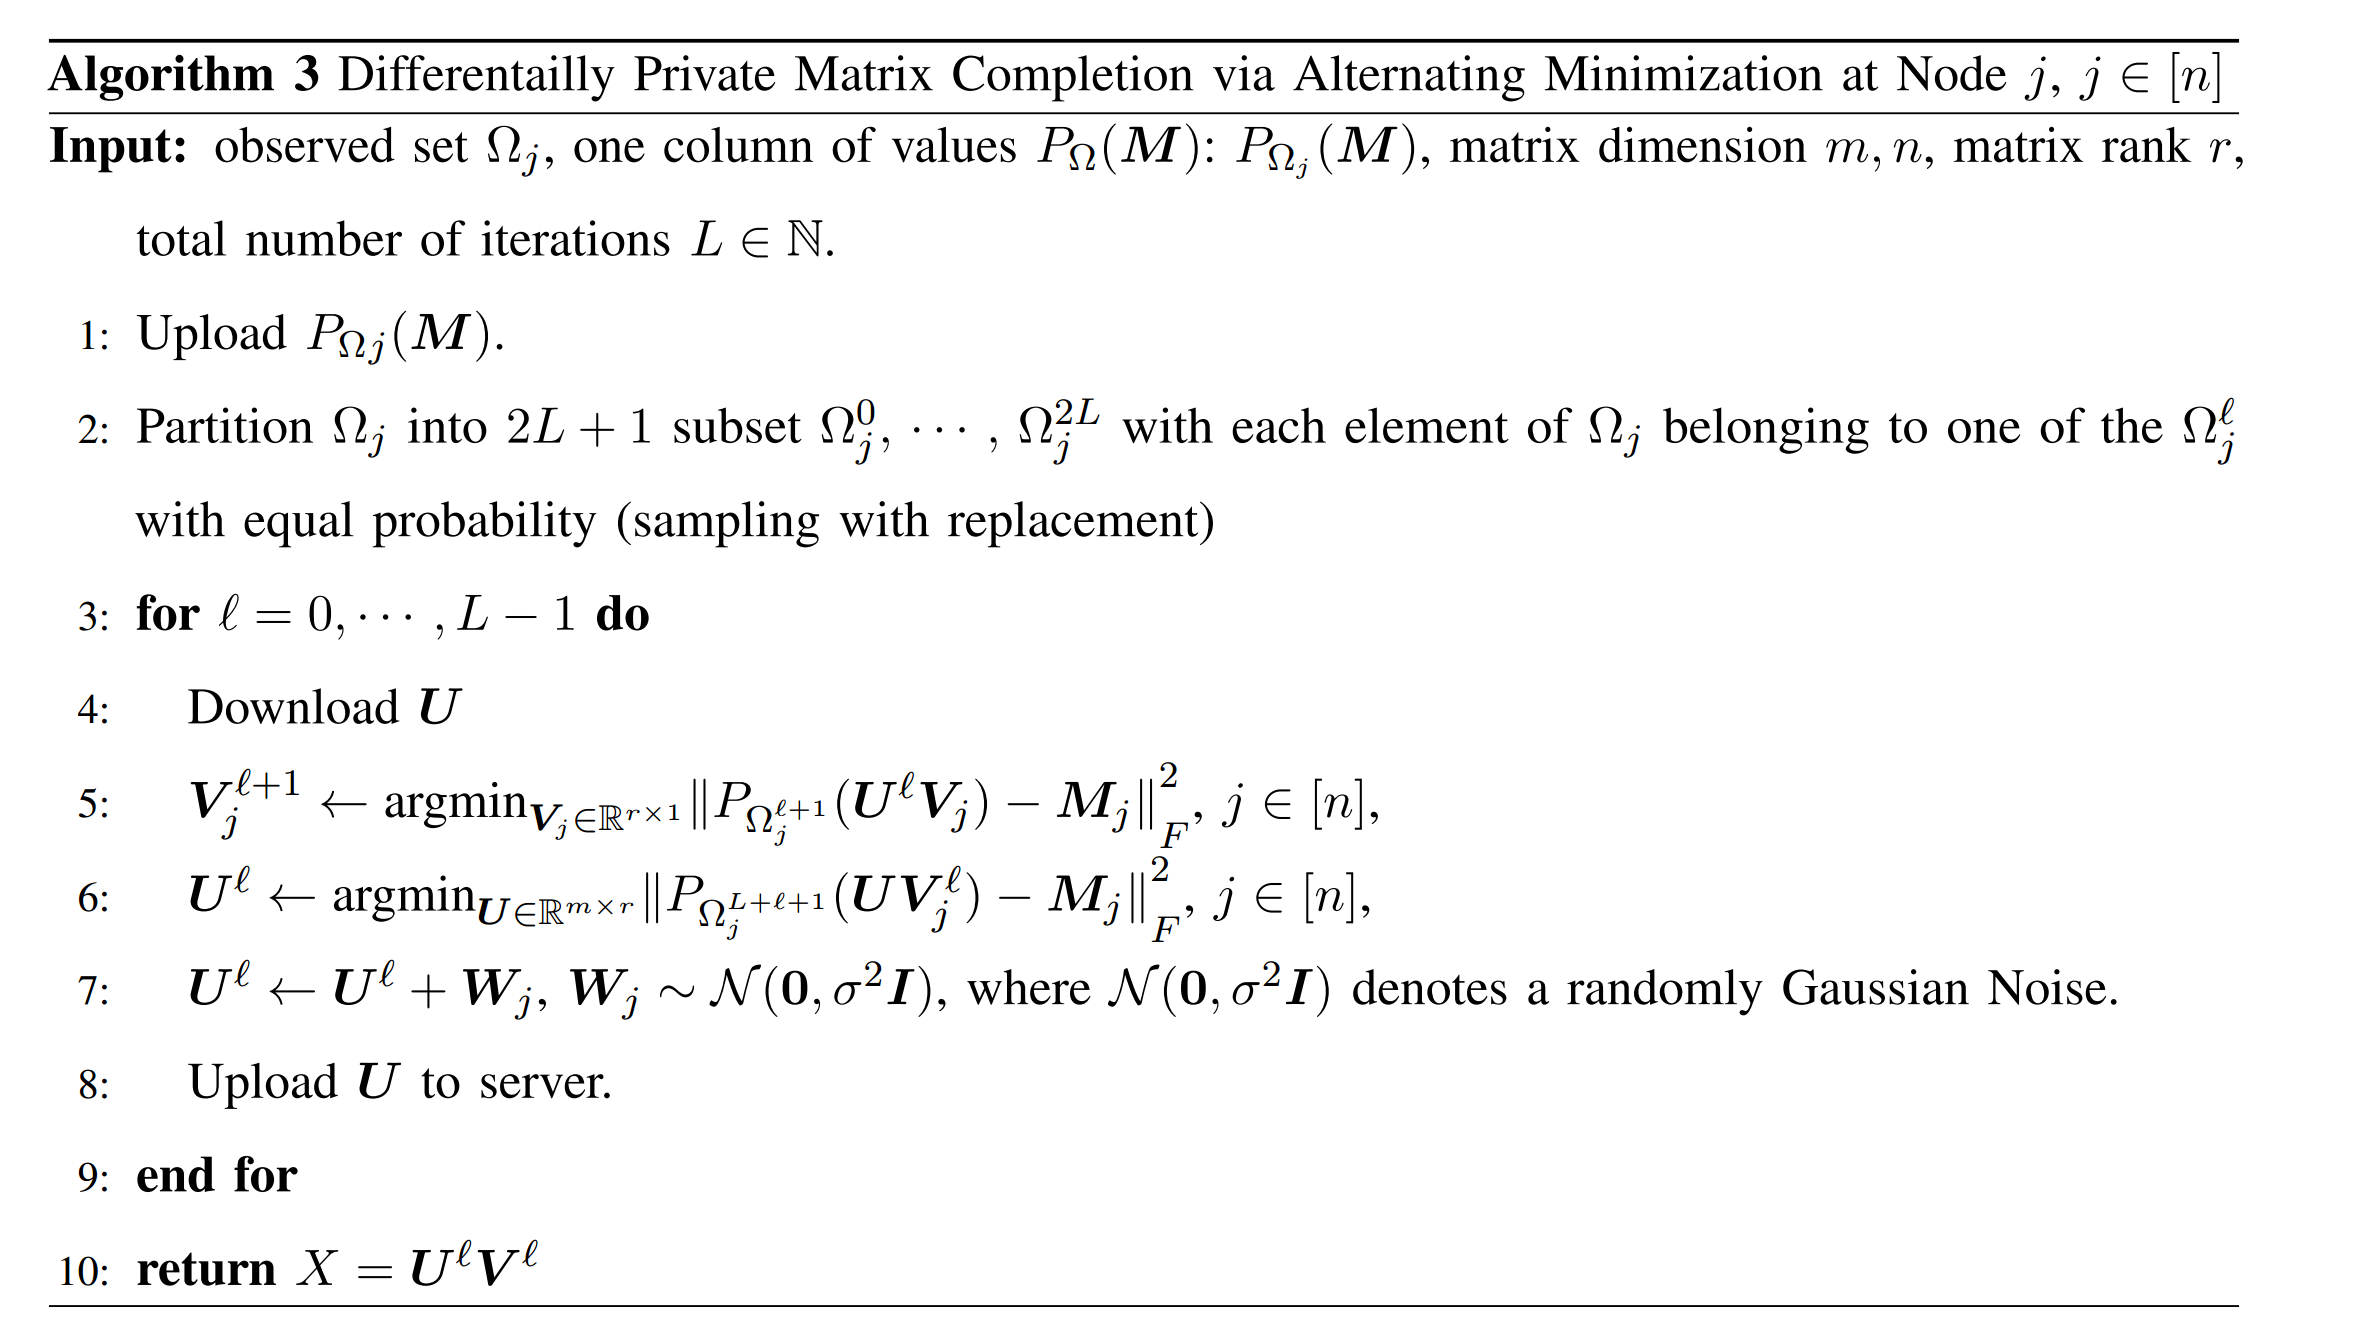 Algorithm 3 Differentailly Private Matrix Completion via Alternating Minimization at Node $j$, $j \in [n]$
Input: observed set $\Omega_j$, one column of values $P_\Omega(\boldsymbol{M})$: $P_{\Omega_j}(\boldsymbol{M})$, matrix dimension $m, n$, matrix rank $r$,
total number of iterations $L \in \mathbb{N}$.
1: Upload $P_{\Omega j}(\boldsymbol{M})$.
2: Partition $\Omega_j$ into $2L + 1$ subset $\Omega_j^0, \cdots, \Omega_j^{2L}$ with each element of $\Omega_j$ belonging to one of the $\Omega_j^\ell$
with equal probability (sampling with replacement)
3: for $\ell = 0, \cdots, L - 1$ do
4: Download $\boldsymbol{U}$
5: $\boldsymbol{V}_j^{\ell+1} \leftarrow \mathrm{argmin}_{\boldsymbol{V}_j \in \mathbb{R}^{r \times 1}} \| P_{\Omega_j^{\ell+1}}(\boldsymbol{U}^\ell \boldsymbol{V}_j) - \boldsymbol{M}_j \|_F^2$, $j \in [n]$,
6: $\boldsymbol{U}^\ell \leftarrow \mathrm{argmin}_{\boldsymbol{U} \in \mathbb{R}^{m \times r}} \| P_{\Omega_j^{L+\ell+1}}(\boldsymbol{U} \boldsymbol{V}_j^\ell) - \boldsymbol{M}_j \|_F^2$, $j \in [n]$,
7: $\boldsymbol{U}^\ell \leftarrow \boldsymbol{U}^\ell + \boldsymbol{W}_j$, $\boldsymbol{W}_j \sim \mathcal{N}(\boldsymbol{0}, \sigma^2 \boldsymbol{I})$, where $\mathcal{N}(\boldsymbol{0}, \sigma^2 \boldsymbol{I})$ denotes a randomly Gaussian Noise.
8: Upload $\boldsymbol{U}$ to server.
9: end for
10: return $X = \boldsymbol{U}^\ell \boldsymbol{V}^\ell$